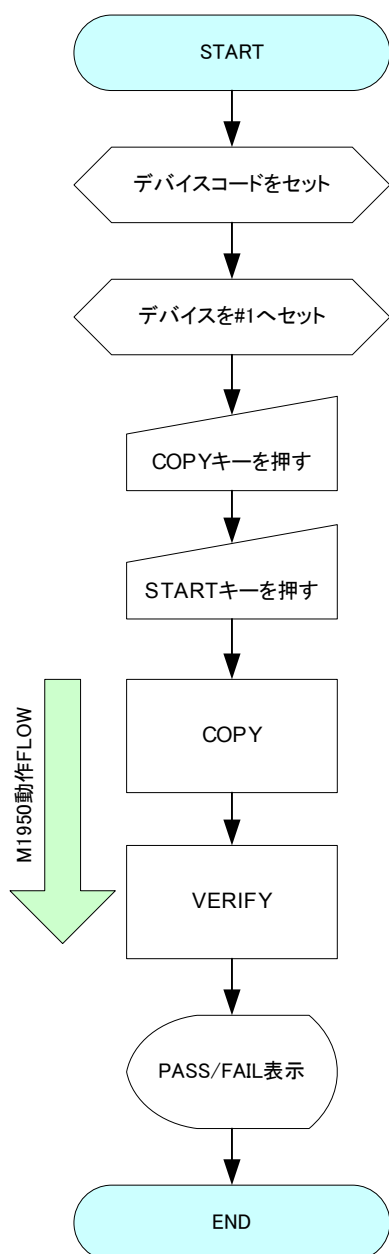 START
デバイスコードをセット
デバイスを#1へセット
COPYキーを押す
STARTキーを押す
M1950動作FLOW
COPY
VERIFY
PASS/FAIL表示
END